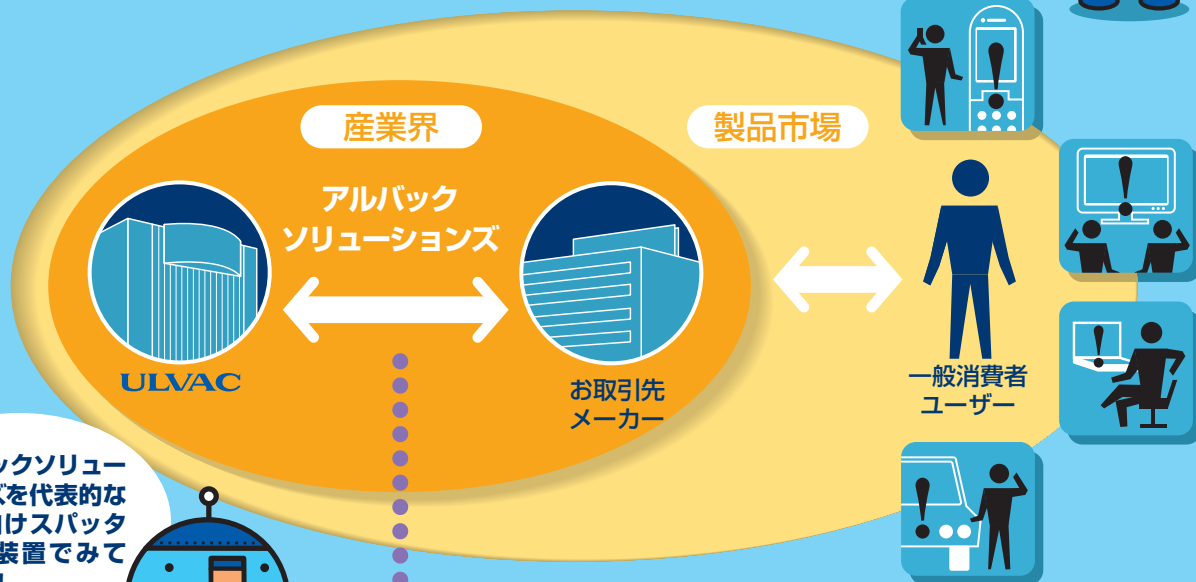 産業界
製品市場
アルバック
ソリューションズ
ULVAC
お取引先
メーカー
一般消費者
ユーザー
ックソリュー
ズを代表的な
けスパッタ
装置でみて